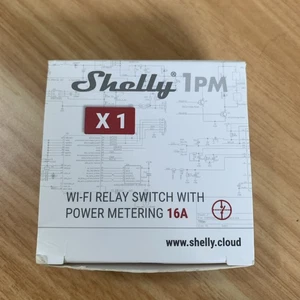 Shelly® 1PM
X 1
WI-FI RELAY SWITCH WITH
POWER METERING 16A
www.shelly.cloud